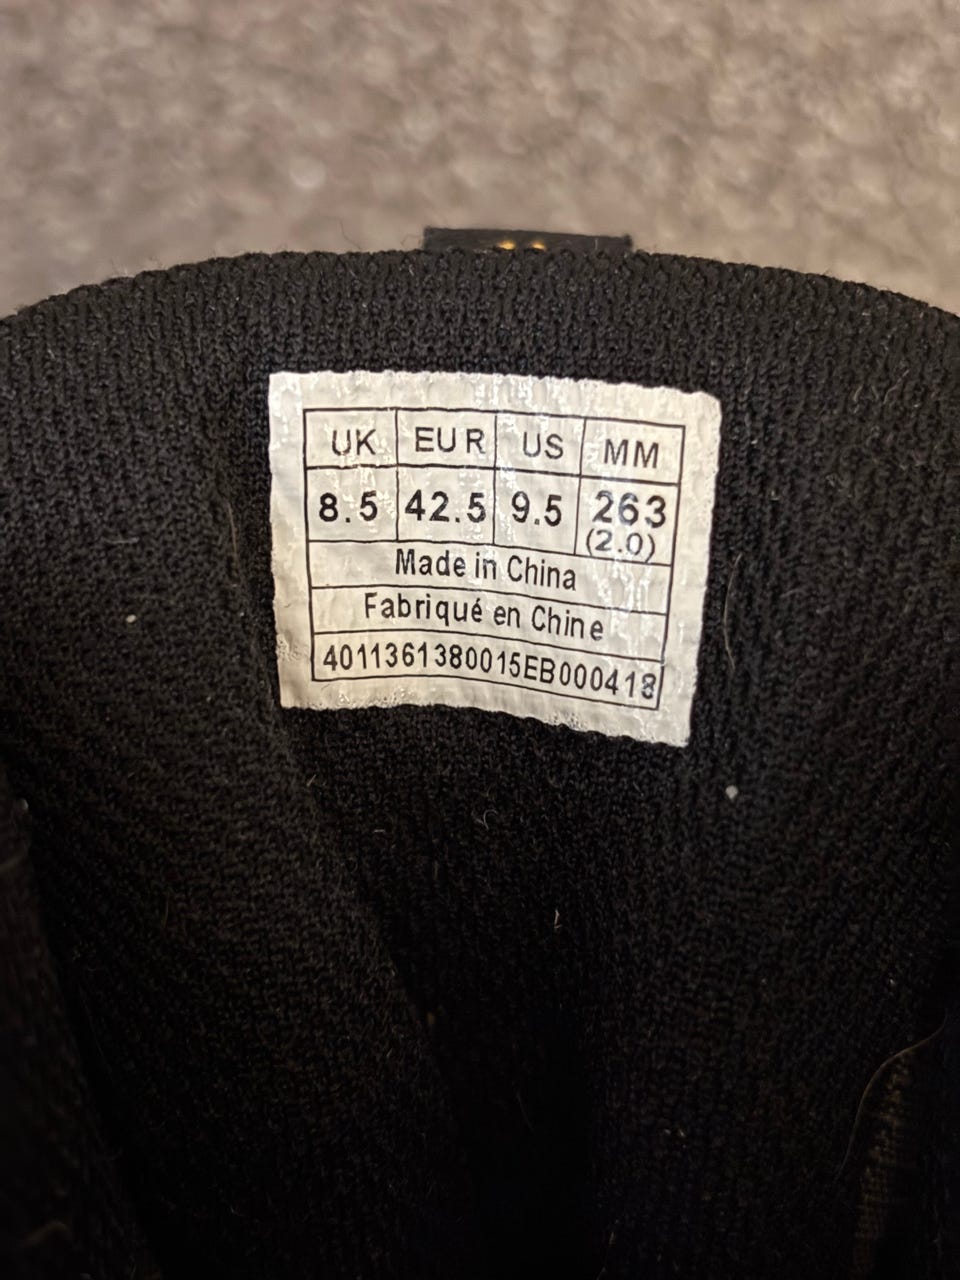 UK EUR US MM
8.5 42.5 9.5 263
(2.0)
Made in China
Fabriqué en Chine
4011361380015EB000418